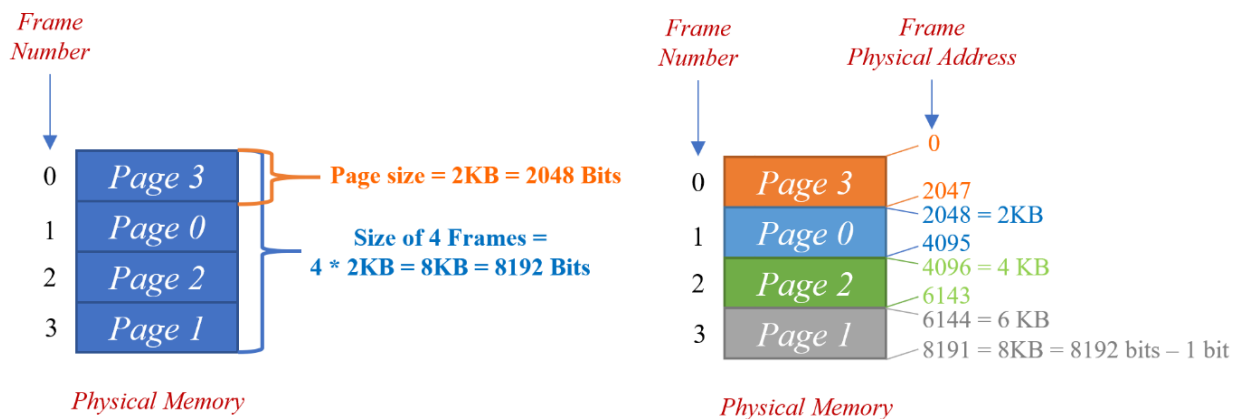 Frame
Number
0
Page 3
1
Page 0
2
Page 2
3
Page 1
Page size = 2KB = 2048 Bits
Size of 4 Frames =
4 * 2KB = 8KB = 8192 Bits
Physical Memory
Frame
Number
Frame
Physical Address
0
Page 3
1
Page 0
2
Page 2
3
Page 1
0
2047
2048 = 2KB
4095
4096 = 4 KB
6143
6144 = 6 KB
8191 = 8KB = 8192 bits – 1 bit
Physical Memory